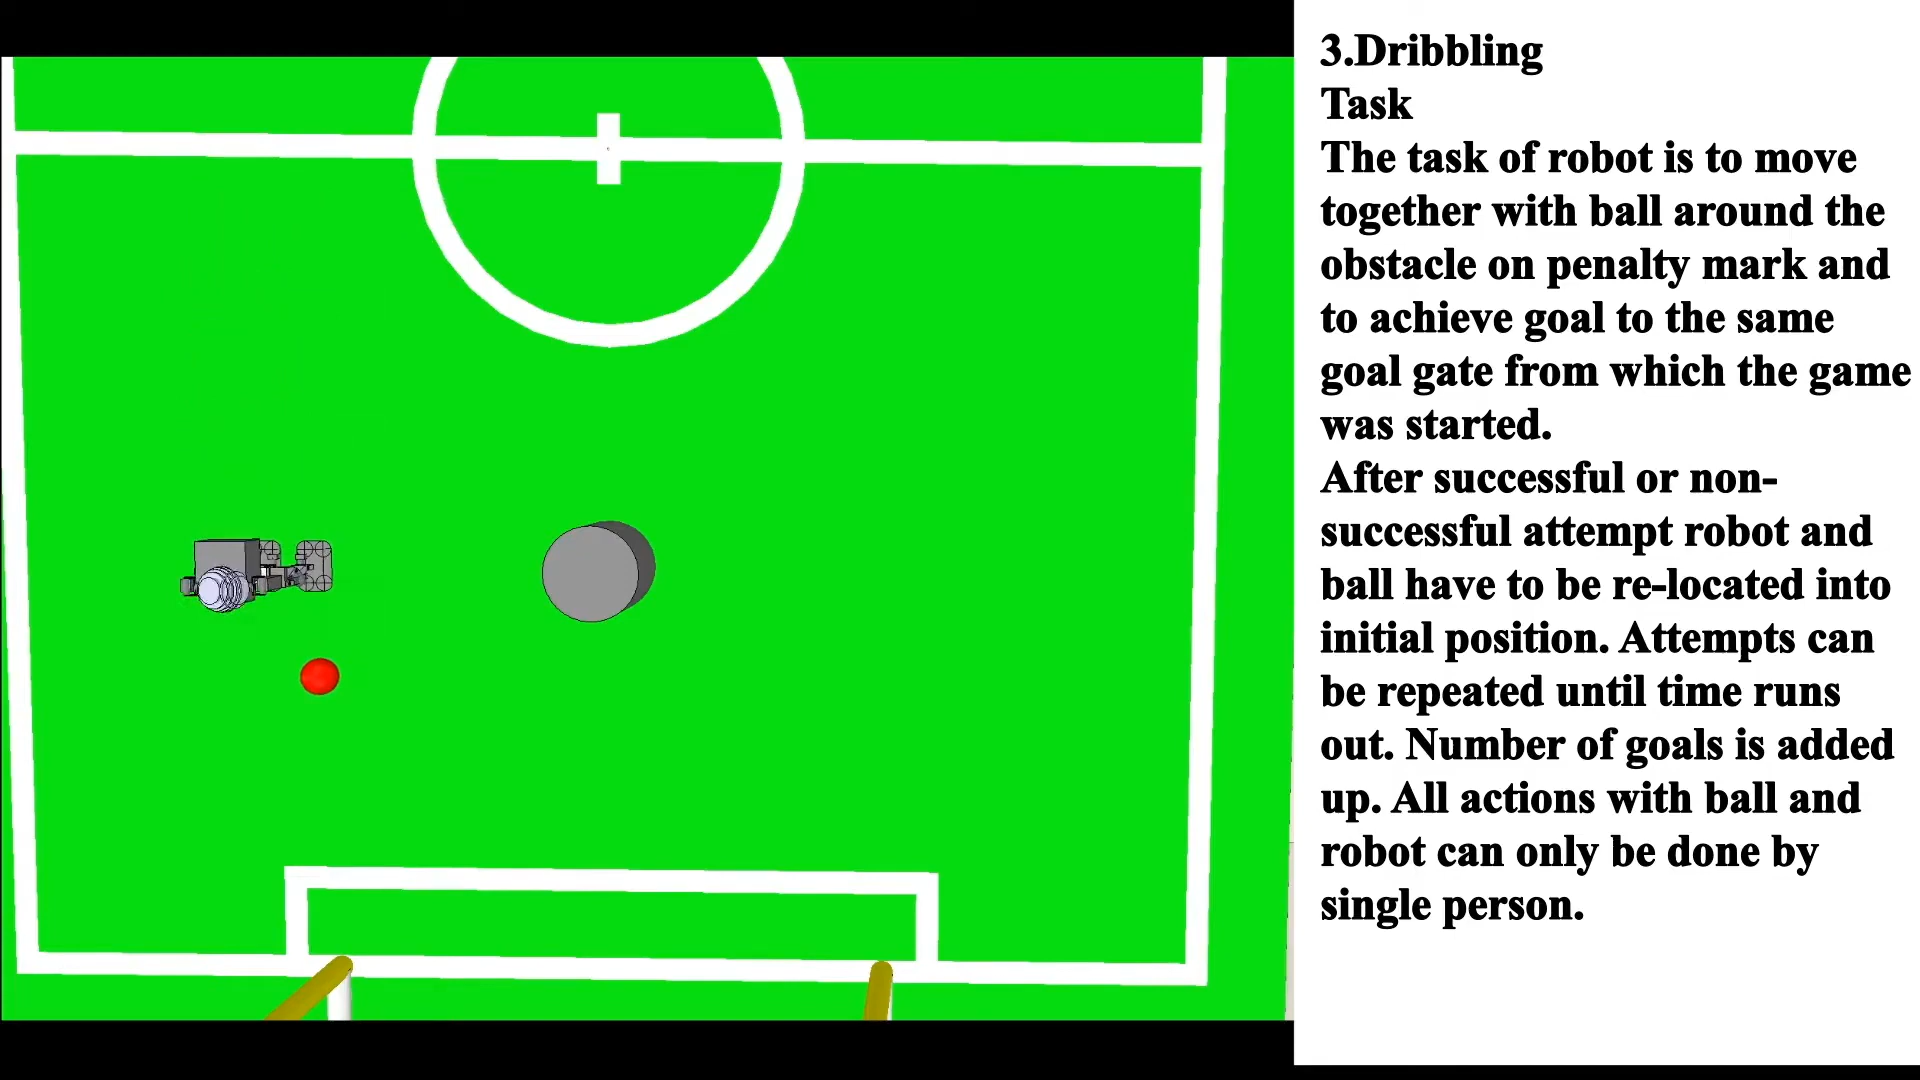 3.Dribbling
Task
The task of robot is to move
together with ball around the
obstacle on penalty mark and
to achieve goal to the same
goal gate from which the game
was started.
After successful or non-
successful attempt robot and
ball have to be re-located into
initial position. Attempts can
be repeated until time runs
out. Number of goals is added
up. All actions with ball and
robot can only be done by
single person.